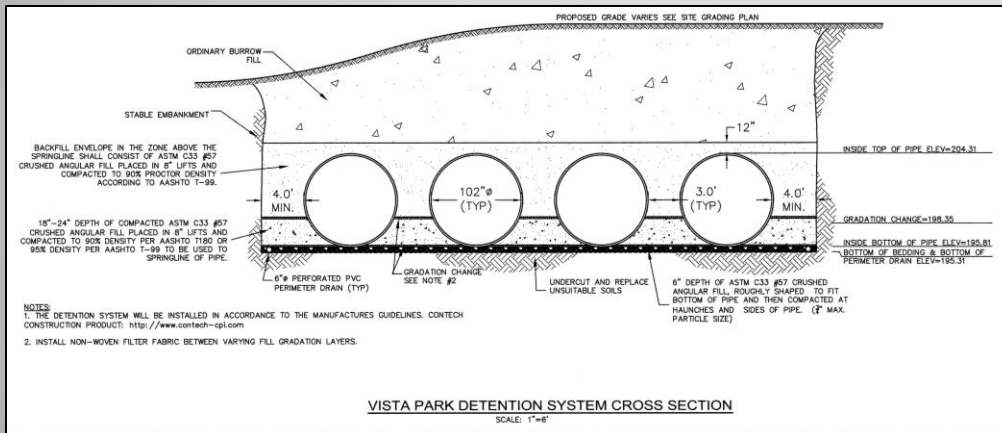 PROPOSED GRADE VARIES SEE SITE GRADING PLAN
ORDINARY BURROW
FILL
STABLE EMBANKMENT
12"
BACKFILL ENVELOPE IN THE ZONE ABOVE THE
SPRINGLINE SHALL CONSIST OF ASTM C33 #57
CRUSHED ANGULAR FILL PLACED IN 8" LIFTS AND
COMPACTED TO 90% PROCTOR DENSITY
ACCORDING TO AASHTO T-99.
INSIDE TOP OF PIPE ELEV=204.31
4.0'
MIN.
102"ø
(TYP)
3.0'
(TYP)
4.0'
MIN.
18"-24" DEPTH OF COMPACTED ASTM C33 #57
CRUSHED ANGULAR FILL PLACED IN 8" LIFTS AND
COMPACTED TO 90% DENSITY PER AASHTO T180 OR
95% DENSITY PER AASHTO T-99 TO BE USED TO
SPRINGLINE OF PIPE.
GRADATION CHANGE=198.35
INSIDE BOTTOM OF PIPE ELEV=195.81
BOTTOM OF BEDDING & BOTTOM OF
PERIMETER DRAIN ELEV=195.31
6"ø PERFORATED PVC
PERIMETER DRAIN (TYP)
GRADATION CHANGE
SEE NOTE #2
UNDERCUT AND REPLACE
UNSUITABLE SOILS
6" DEPTH OF ASTM C33 #57 CRUSHED
ANGULAR FILL, ROUGHLY SHAPED TO FIT
BOTTOM OF PIPE AND THEN COMPACTED AT
HAUNCHES AND SIDES OF PIPE. (¾" MAX.
PARTICLE SIZE)
NOTES:
1. THE DETENTION SYSTEM WILL BE INSTALLED IN ACCORDANCE TO THE MANUFACTURES GUIDELINES. CONTECH
CONSTRUCTION PRODUCT: http://www.contech-cpi.com
2. INSTALL NON-WOVEN FILTER FABRIC BETWEEN VARYING FILL GRADATION LAYERS.
VISTA PARK DETENTION SYSTEM CROSS SECTION
SCALE: 1"=6'